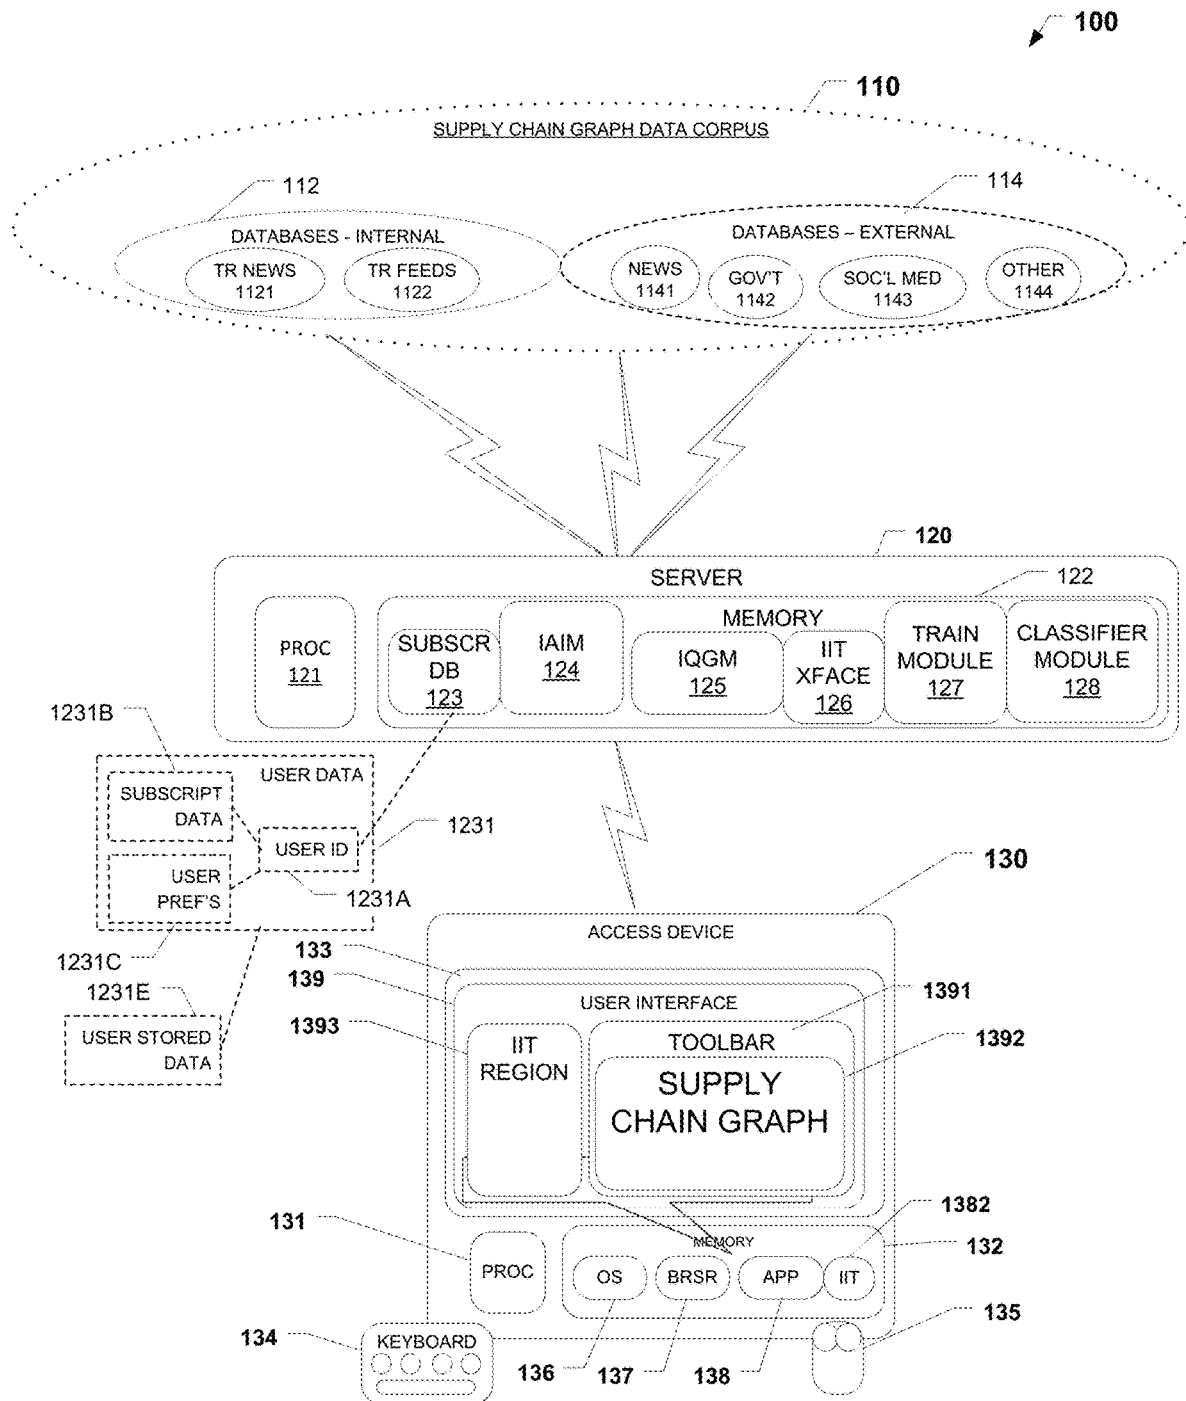 100
110
SUPPLY CHAIN GRAPH DATA CORPUS
112
114
DATABASES - INTERNAL
DATABASES – EXTERNAL
TR NEWS
1121
TR FEEDS
1122
NEWS
1141
GOV'T
1142
SOC'L MED
1143
OTHER
1144
120
SERVER
122
MEMORY
PROC
121
SUBSCR
DB
123
IAIM
124
IQGM
125
IIT
XFACE
126
TRAIN
MODULE
127
CLASSIFIER
MODULE
128
1231B
USER DATA
SUBSCRIPT
DATA
USER ID
1231
USER
PREF'S
1231A
1231C
1231E
USER STORED
DATA
130
ACCESS DEVICE
133
139
USER INTERFACE
1391
1393
IIT
REGION
TOOLBAR
1392
SUPPLY
CHAIN GRAPH
1382
131
132
MEMORY
PROC
OS
BRSR
APP
IIT
135
134
KEYBOARD
136
137
138